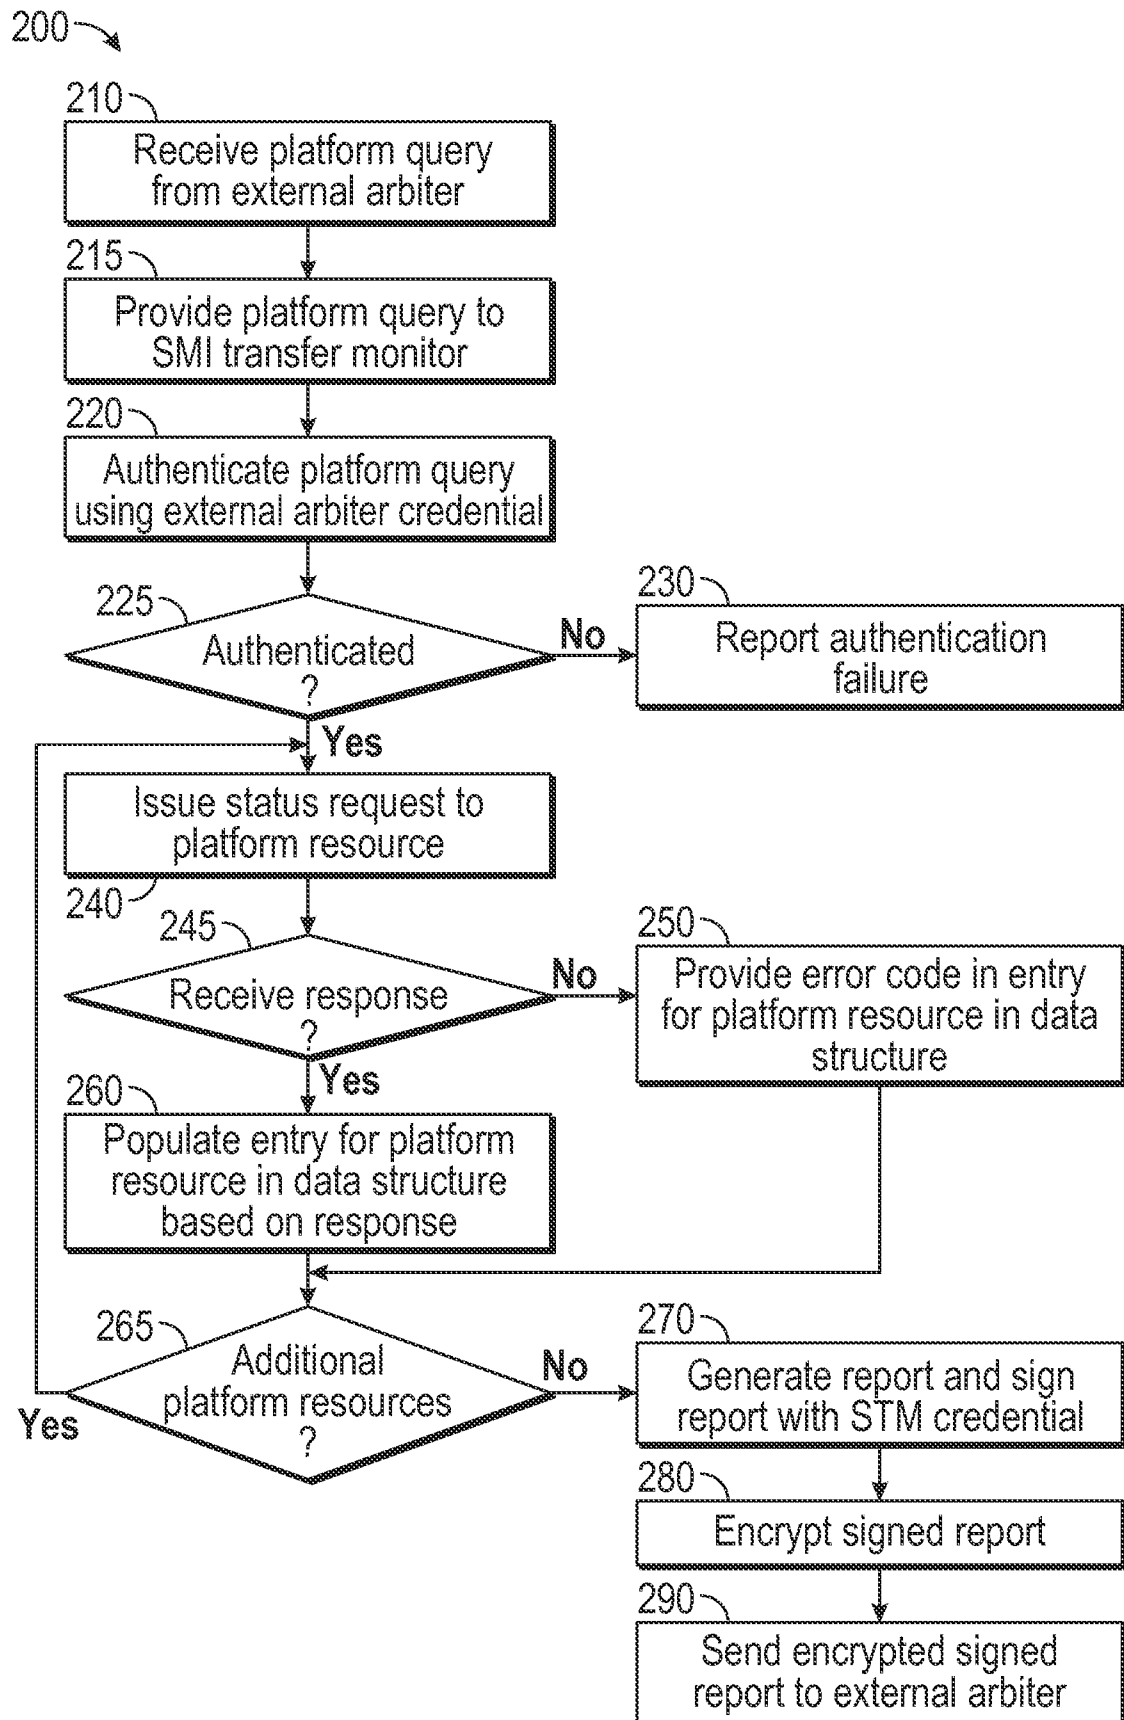 200
210
Receive platform query
from external arbiter
215
Provide platform query to
SMI transfer monitor
220
Authenticate platform query
using external arbiter credential
225
Authenticated
?
No
230
Report authentication
failure
Yes
Issue status request to
platform resource
240
245
Receive response
?
No
250
Provide error code in entry
for platform resource in data
structure
Yes
260
Populate entry for platform
resource in data structure
based on response
265
Additional
platform resources
?
Yes
No
270
Generate report and sign
report with STM credential
280
Encrypt signed report
290
Send encrypted signed
report to external arbiter